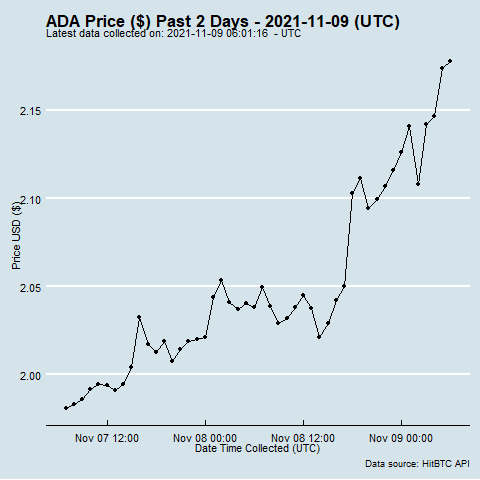 ADA Price ($) Past 2 Days - 2021-11-09 (UTC)
Latest data collected on: 2021-11-09 06:01:16  - UTC
2.15
2.10
2.05
2.00
Price USD ($)
Nov 07 12:00
Nov 08 00:00
Nov 08 12:00
Nov 09 00:00
Date Time Collected (UTC)
Data source: HitBTC API